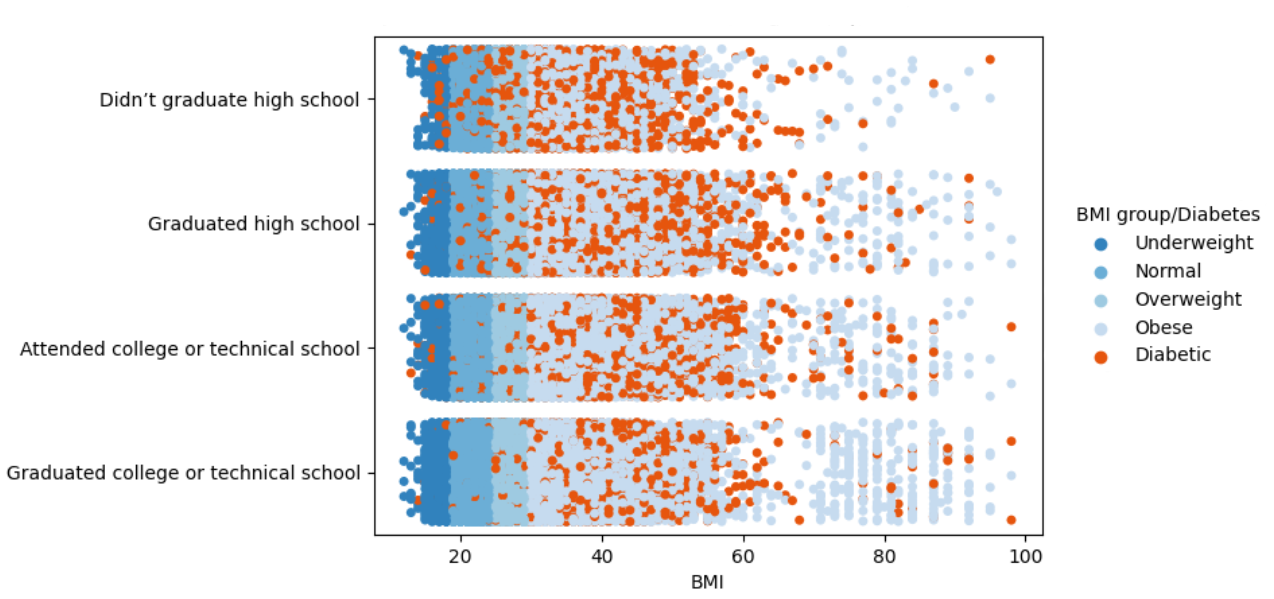 Didn’t graduate high school
Graduated high school
Attended college or technical school
Graduated college or technical school
20 40 60 80 100
BMI
BMI group/Diabetes
Underweight
Normal
Overweight
Obese
Diabetic